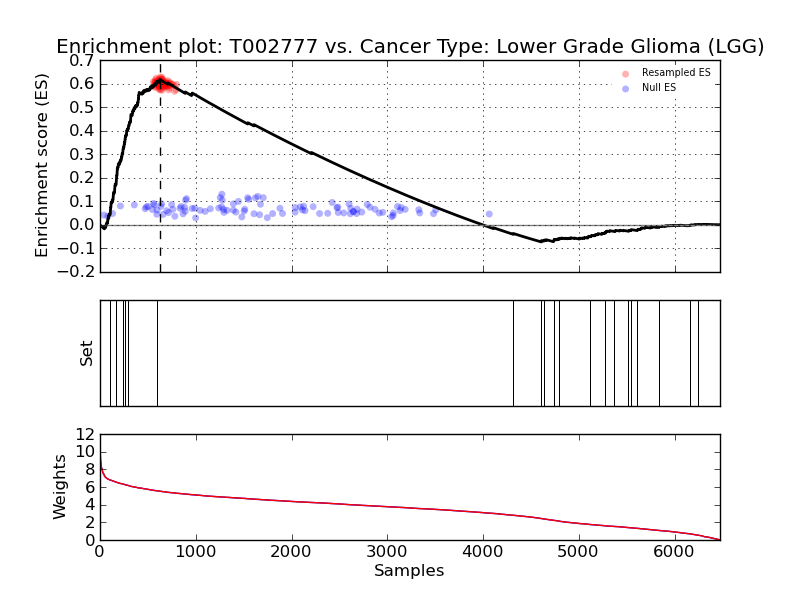 Enrichment plot: T002777 vs. Cancer Type: Lower Grade Glioma (LGG)
0.7
0.6
0.5
0.4
0.3
0.2
0.1
0.0
−0.1
−0.2
Enrichment score (ES)
Resampled ES
Null ES
Set
12
10
8
6
4
2
0
Weights
0 1000 2000 3000 4000 5000 6000
Samples